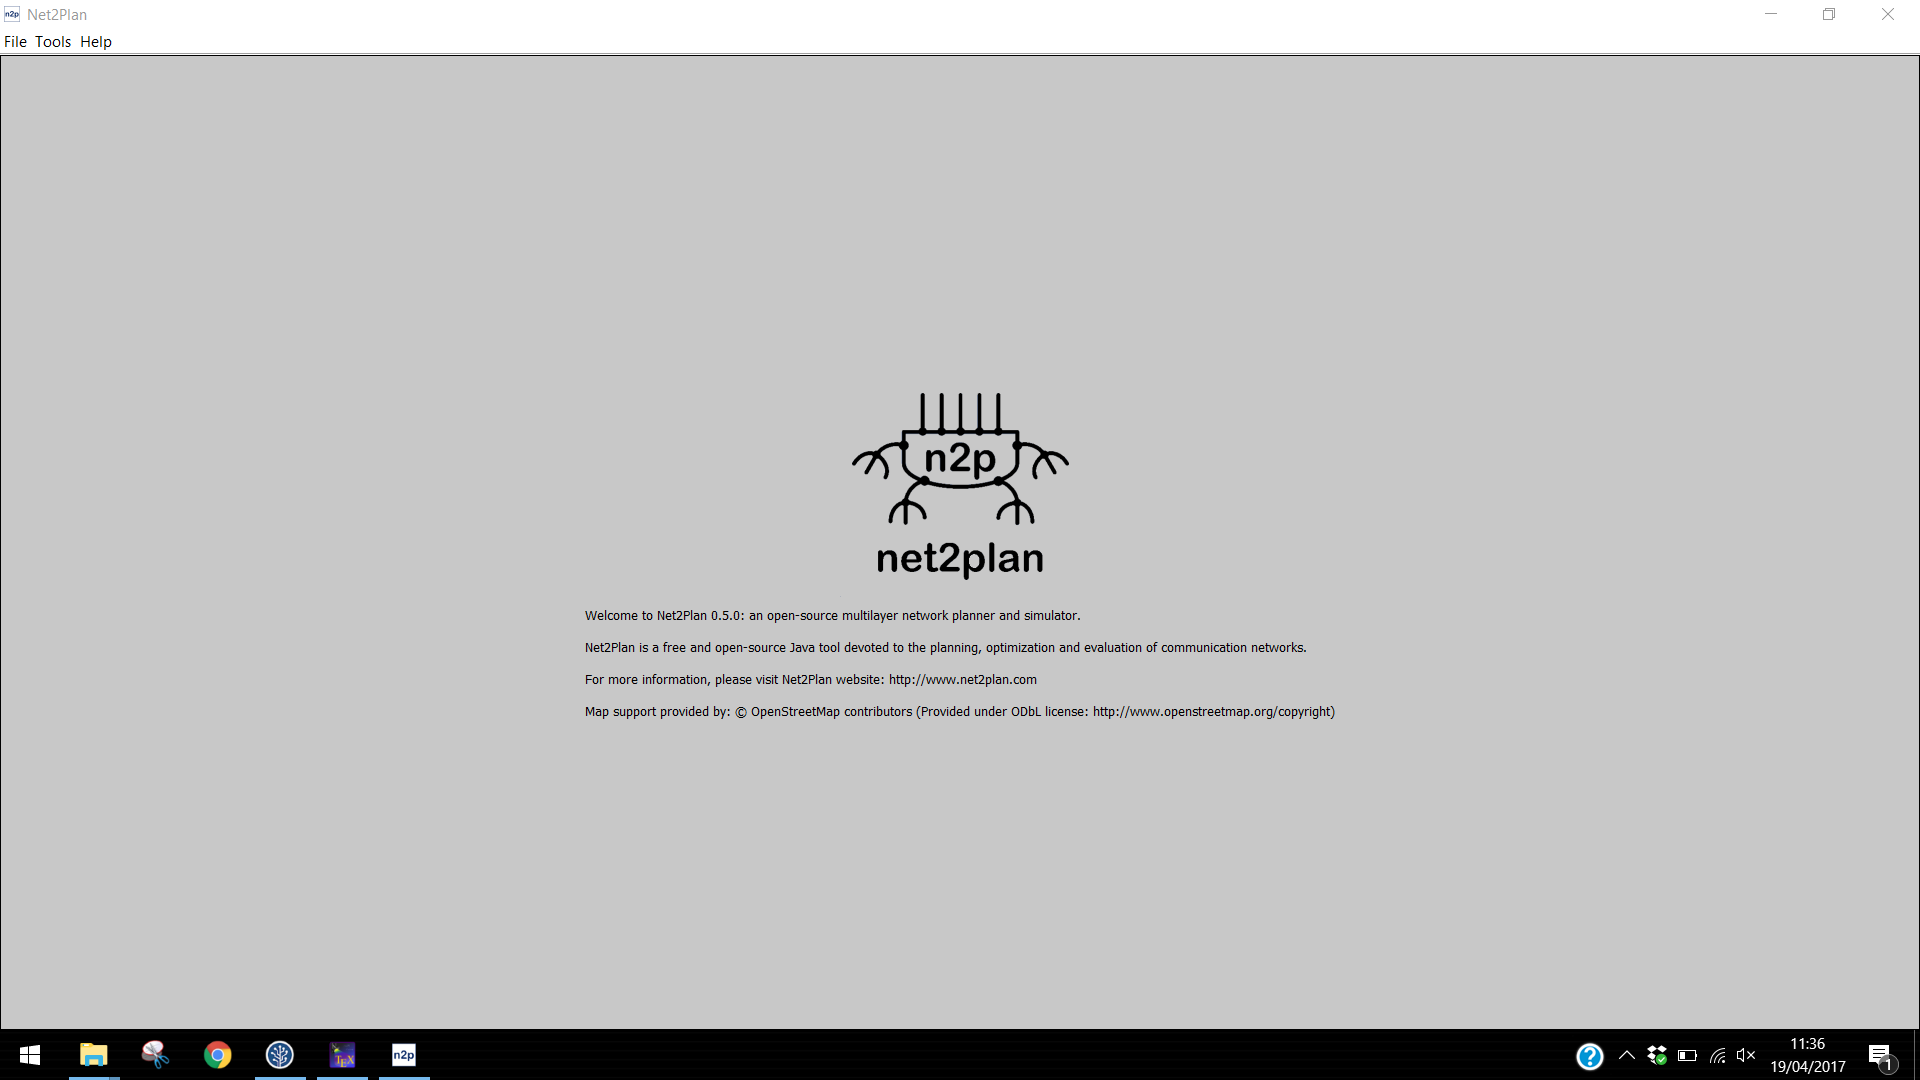 n2p Net2Plan
File Tools Help
n2p
net2plan
Welcome to Net2Plan 0.5.0: an open-source multilayer network planner and simulator.
Net2Plan is a free and open-source Java tool devoted to the planning, optimization and evaluation of communication networks.
For more information, please visit Net2Plan website: http://www.net2plan.com
Map support provided by: © OpenStreetMap contributors (Provided under ODbL license: http://www.openstreetmap.org/copyright)
TEX n2p ? 11:36
19/04/2017 1